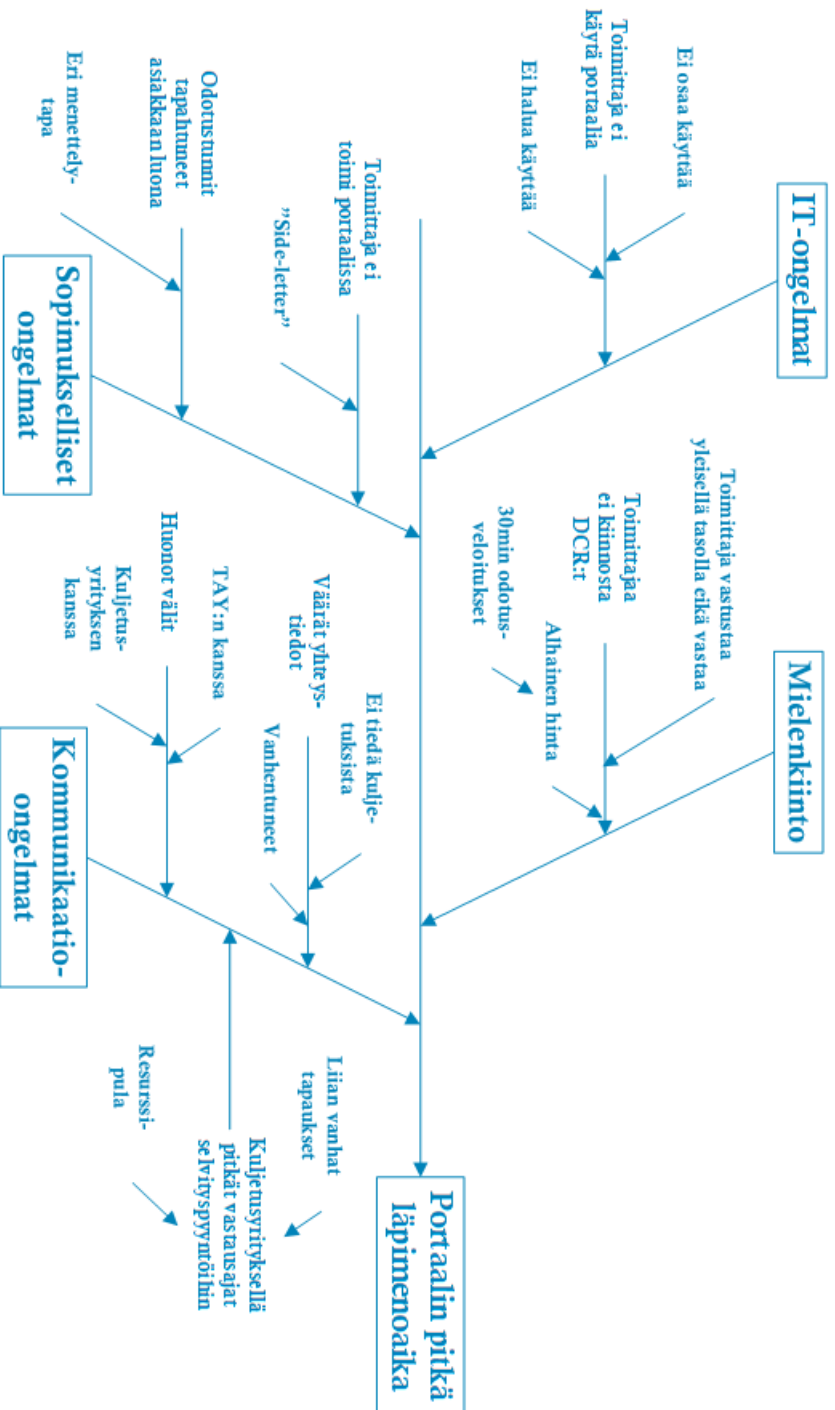 IT-ongelmat
Ei osaa käyttää
Toimittaja ei
käytä portaalia
Ei halua käyttää
Mielenkiinto
Toimittaja vastustaa
yleisellä tasolla eikä vastaa
Toimittajaa
ei kiinnosta
DCR:t
Alhainen hinta
30min odotus-
veloitukset
Portaalin pitkä
läpimenoaika
Toimittaja ei
toimi portaalissa
”Side-letter”
Odotustunnit
tapahtuneet
asiakkaan luona
Eri menettely-
tapa
Sopimukselliset
ongelmat
Ei tiedä kulje-
tuksista
Väärät yhteys-
tiedot
Vanhentuneet
TAY:n kanssa
Huonot välit
Kuljetus-
yrityksen
kanssa
Kommunikaatio-
ongelmat
Liian vanhat
tapaukset
Kuljetusyrityksellä
pitkät vastausajat
selvityspyyntöihin
Resurssi-
pula